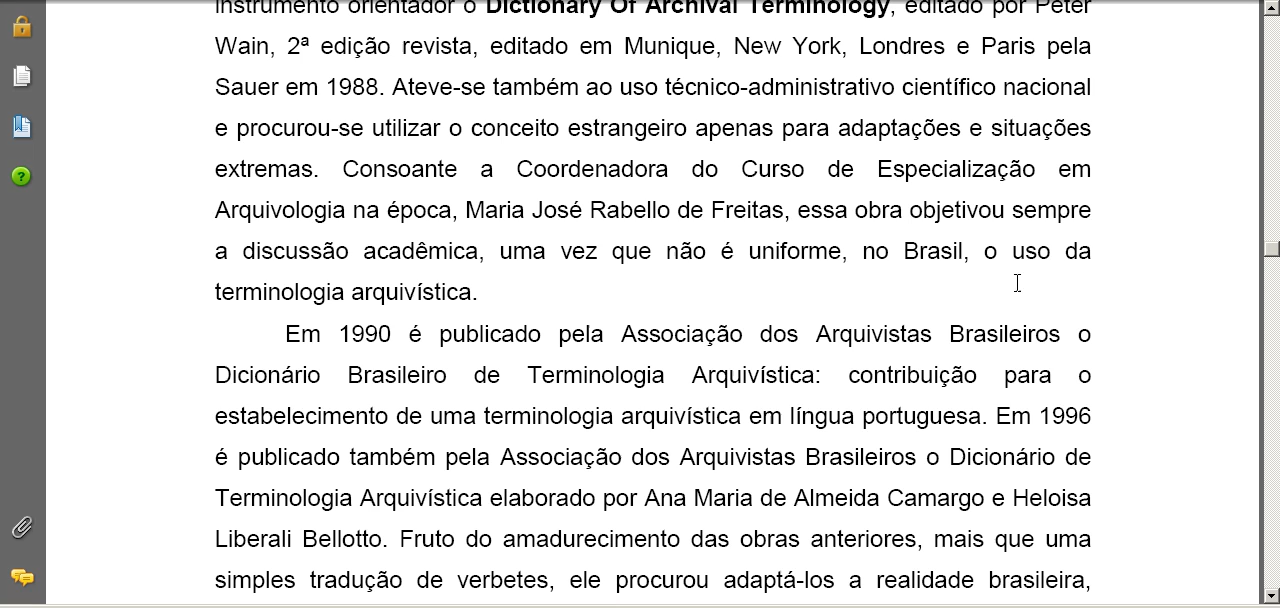 instrumento orientador o Dictionary Of Archival Terminology, editado por Peter
Wain, 2ª edição revista, editado em Munique, New York, Londres e Paris pela
Sauer em 1988. Ateve-se também ao uso técnico-administrativo científico nacional
e procurou-se utilizar o conceito estrangeiro apenas para adaptações e situações
extremas. Consoante a Coordenadora do Curso de Especialização em
Arquivologia na época, Maria José Rabello de Freitas, essa obra objetivou sempre
a discussão acadêmica, uma vez que não é uniforme, no Brasil, o uso da
terminologia arquivística.
Em 1990 é publicado pela Associação dos Arquivistas Brasileiros o
Dicionário Brasileiro de Terminologia Arquivística: contribuição para o
estabelecimento de uma terminologia arquivística em língua portuguesa. Em 1996
é publicado também pela Associação dos Arquivistas Brasileiros o Dicionário de
Terminologia Arquivística elaborado por Ana Maria de Almeida Camargo e Heloisa
Liberali Bellotto. Fruto do amadurecimento das obras anteriores, mais que uma
simples tradução de verbetes, ele procurou adaptá-los a realidade brasileira,